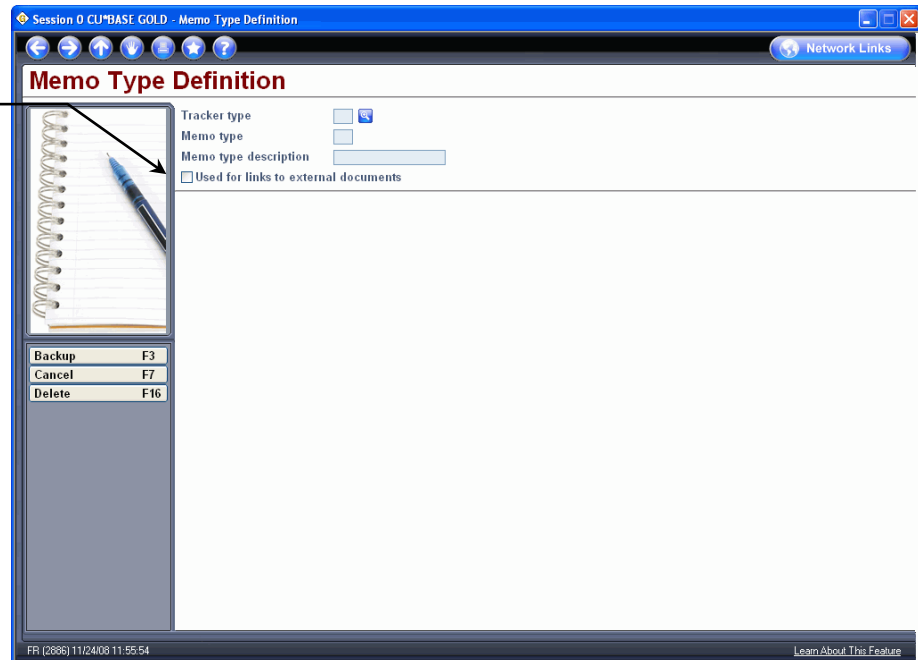 Session 0 CU*BASE GOLD - Memo Type Definition
Network Links
Memo Type Definition
Tracker type
Memo type
Memo type description
Used for links to external documents
Backup F3
Cancel F7
Delete F16
FR (2886) 11/24/08 11:55:54
Learn About This Feature